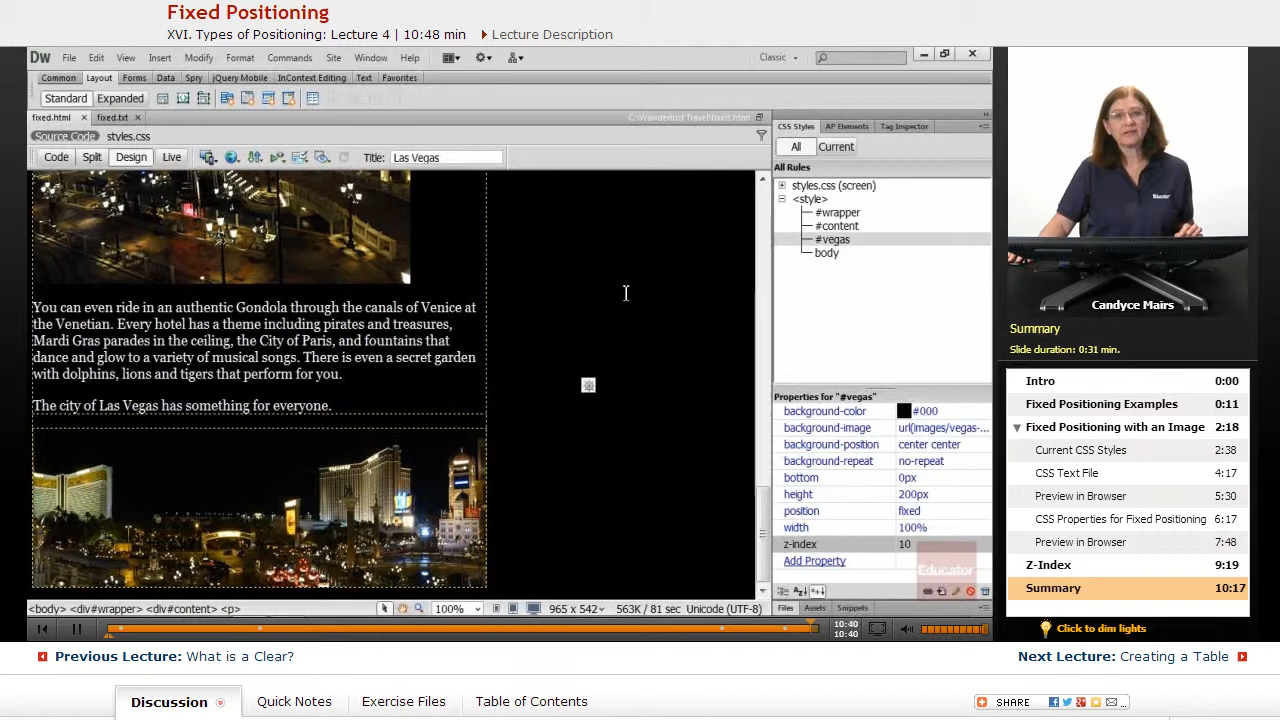 Fixed Positioning
XVI. Types of Positioning: Lecture 4 | 10:48 min Lecture Description
DW File Edit View Insert Modify Format Commands Site Window Help Classic
Common Layout Forms Data Spry jQuery Mobile InContext Editing Text Favorites
Standard Expanded
fixed.html × fixed.txt × C:\Wanderlust Travel\fixed.html
Source Code styles.css
Code Split Design Live Title: Las Vegas
You can even ride in an authentic Gondola through the canals of Venice at
the Venetian. Every hotel has a theme including pirates and treasures,
Mardi Gras parades in the ceiling, the City of Paris, and fountains that
dance and glow to a variety of musical songs. There is even a secret garden
with dolphins, lions and tigers that perform for you.
The city of Las Vegas has something for everyone.
<body> <div#wrapper> <div#content> <p> 100% 965 x 542 563K / 81 sec Unicode (UTF-8)
CSS Styles AP Elements Tag Inspector
All Current
All Rules
styles.css (screen)
<style>
#wrapper
#content
#vegas
body
Properties for "#vegas"
background-color #000
background-image url(images/vegas-...
background-position center center
background-repeat no-repeat
bottom 0px
height 200px
position fixed
width 100%
z-index 10
Add Property
Educator
Files Assets Snippets
10:40
10:40
Educator
Candyce Mairs
Summary
Slide duration: 0:31 min.
Intro 0:00
Fixed Positioning Examples 0:11
Fixed Positioning with an Image 2:18
Current CSS Styles 2:38
CSS Text File 4:17
Preview in Browser 5:30
CSS Properties for Fixed Positioning 6:17
Preview in Browser 7:48
Z-Index 9:19
Summary 10:17
Click to dim lights
Previous Lecture: What is a Clear?
Next Lecture: Creating a Table
Discussion Quick Notes Exercise Files Table of Contents
SHARE